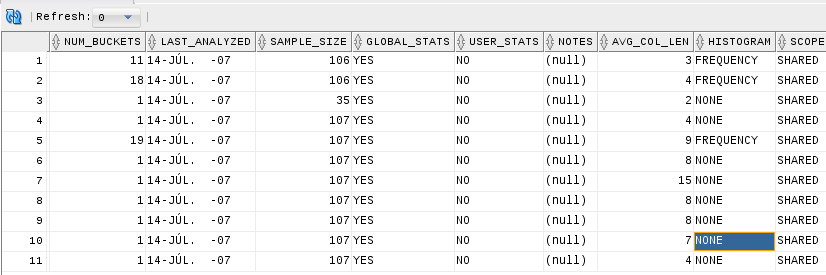 Refresh: 0
NUM_BUCKETS LAST_ANALYZED SAMPLE_SIZE GLOBAL_STATS USER_STATS NOTES AVG_COL_LEN HISTOGRAM SCOPE
1 11 14-JÚL. -07 106 YES NO (null) 3 FREQUENCY SHARED
2 18 14-JÚL. -07 106 YES NO (null) 4 FREQUENCY SHARED
3 1 14-JÚL. -07 35 YES NO (null) 2 NONE SHARED
4 1 14-JÚL. -07 107 YES NO (null) 4 NONE SHARED
5 19 14-JÚL. -07 107 YES NO (null) 9 FREQUENCY SHARED
6 1 14-JÚL. -07 107 YES NO (null) 8 NONE SHARED
7 1 14-JÚL. -07 107 YES NO (null) 15 NONE SHARED
8 1 14-JÚL. -07 107 YES NO (null) 8 NONE SHARED
9 1 14-JÚL. -07 107 YES NO (null) 8 NONE SHARED
10 1 14-JÚL. -07 107 YES NO (null) 7 NONE SHARED
11 1 14-JÚL. -07 107 YES NO (null) 4 NONE SHARED